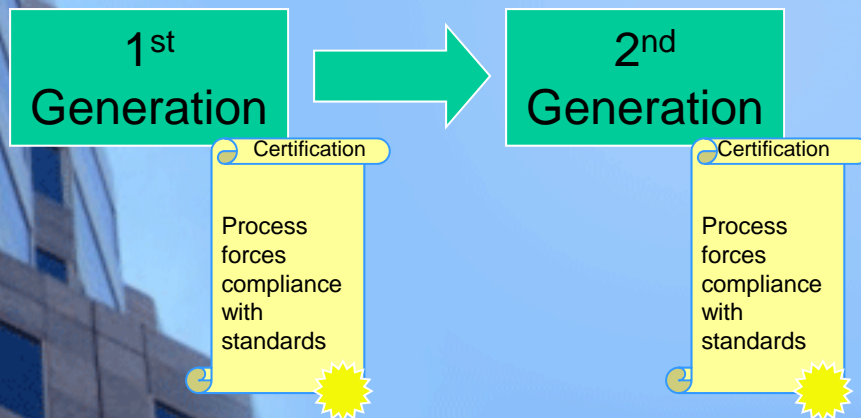 1st
Generation
Certification
Process
forces
compliance
with
standards
2nd
Generation
Certification
Process
forces
compliance
with
standards